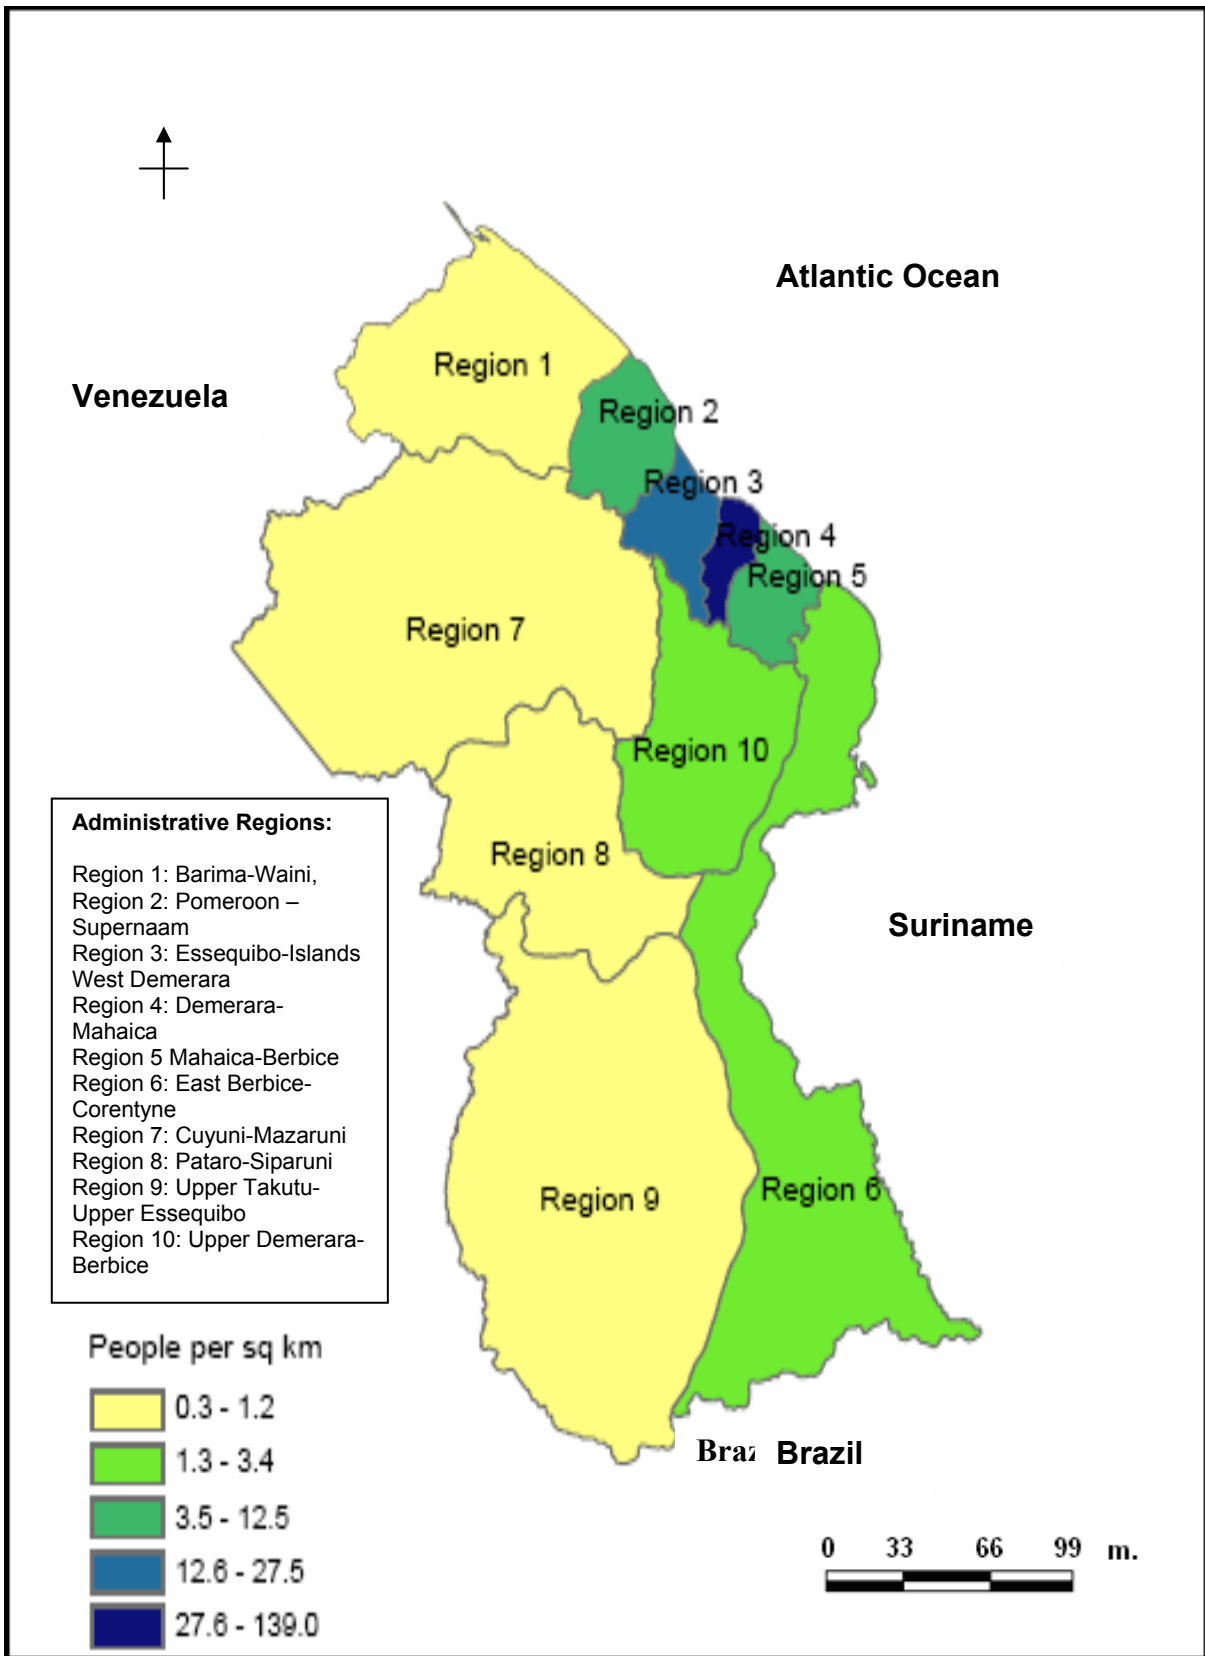 Atlantic Ocean
Venezuela
Region 1
Region 2
Region 3
Region 4
Region 5
Region 7
Region 10
Region 8
Suriname
Region 9
Region 6
Administrative Regions:
Region 1: Barima-Waini,
Region 2: Pomeroon –
Supernaam
Region 3: Essequibo-Islands
West Demerara
Region 4: Demerara-
Mahaica
Region 5 Mahaica-Berbice
Region 6: East Berbice-
Corentyne
Region 7: Cuyuni-Mazaruni
Region 8: Pataro-Siparuni
Region 9: Upper Takutu-
Upper Essequibo
Region 10: Upper Demerara-
Berbice
People per sq km
0.3 - 1.2
1.3 - 3.4
3.5 - 12.5
12.6 - 27.5
27.6 - 139.0
Braz Brazil
0 33 66 99 m.